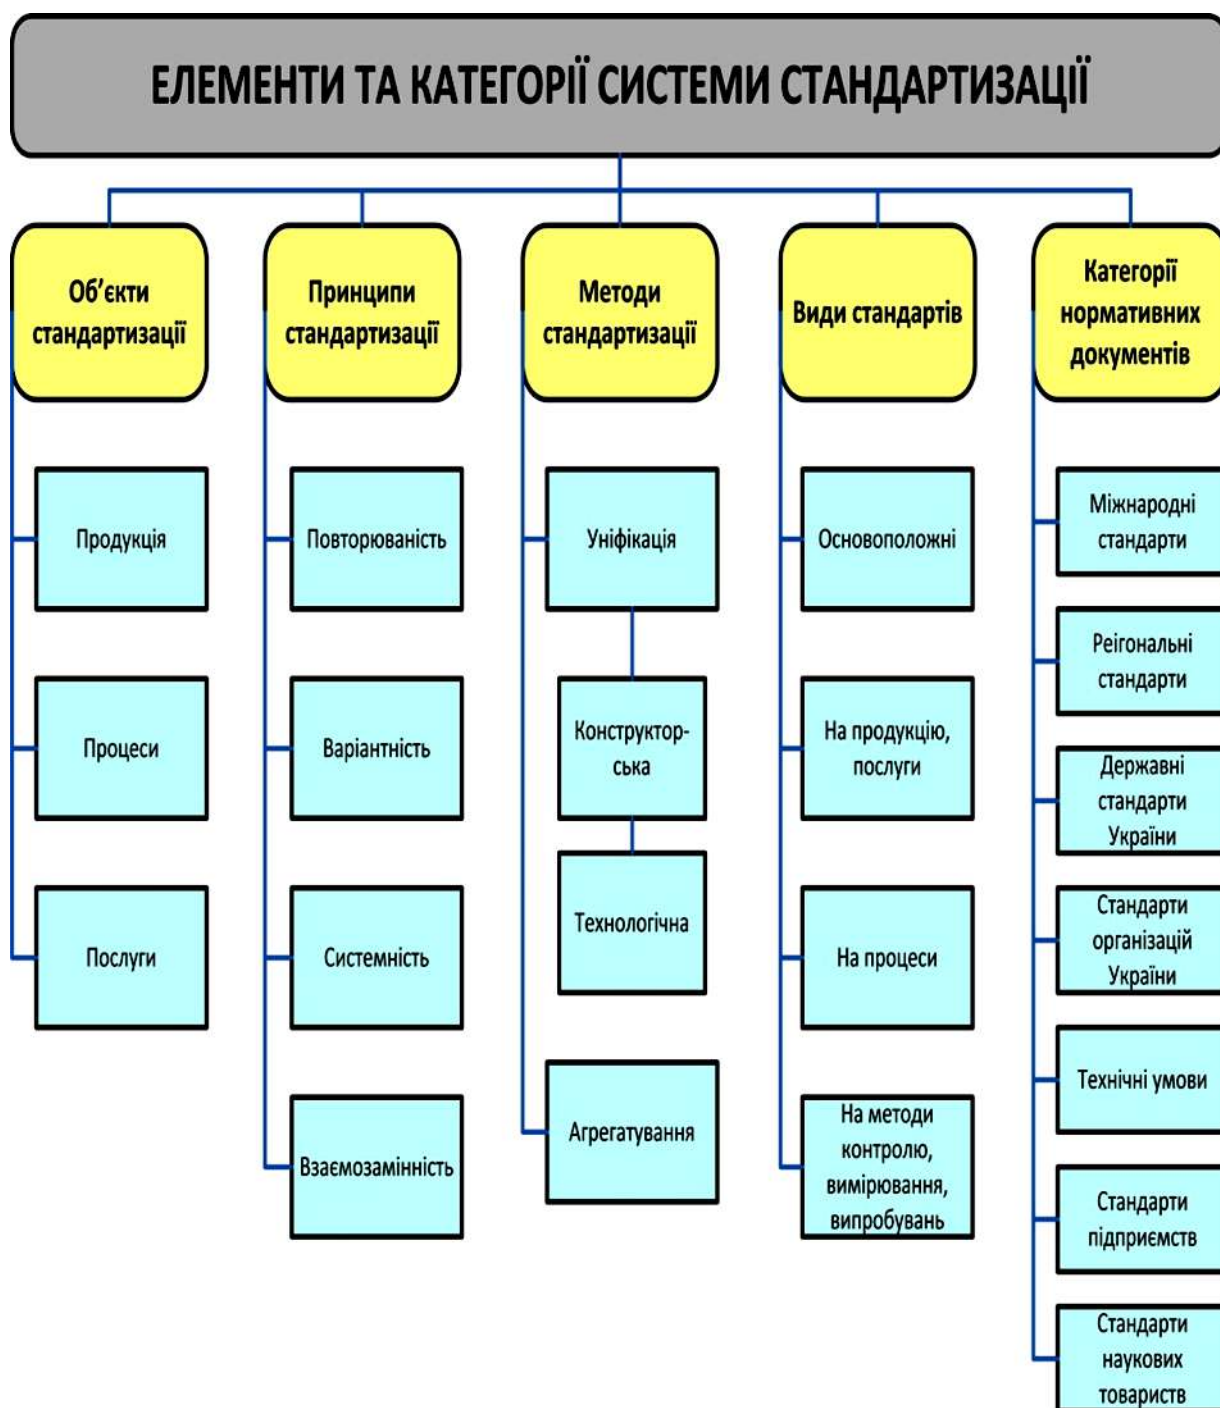 ЕЛЕМЕНТИ ТА КАТЕГОРІЇ СИСТЕМИ СТАНДАРТИЗАЦІЇ
Об’єкти
стандартизації
Продукція
Процеси
Послуги
Принципи
стандартизації
Повторюваність
Варіантність
Системність
Взаємозамінність
Методи
стандартизації
Уніфікація
Конструктор-
ська
Технологічна
Агрегатування
Види стандартів
Основоположні
На продукцію,
послуги
На процеси
На методи
контролю,
вимірювання,
випробувань
Категорії
нормативних
документів
Міжнародні
стандарти
Реігональні
стандарти
Державні
стандарти
України
Стандарти
організацій
України
Технічні умови
Стандарти
підприємств
Стандарти
наукових
товариств